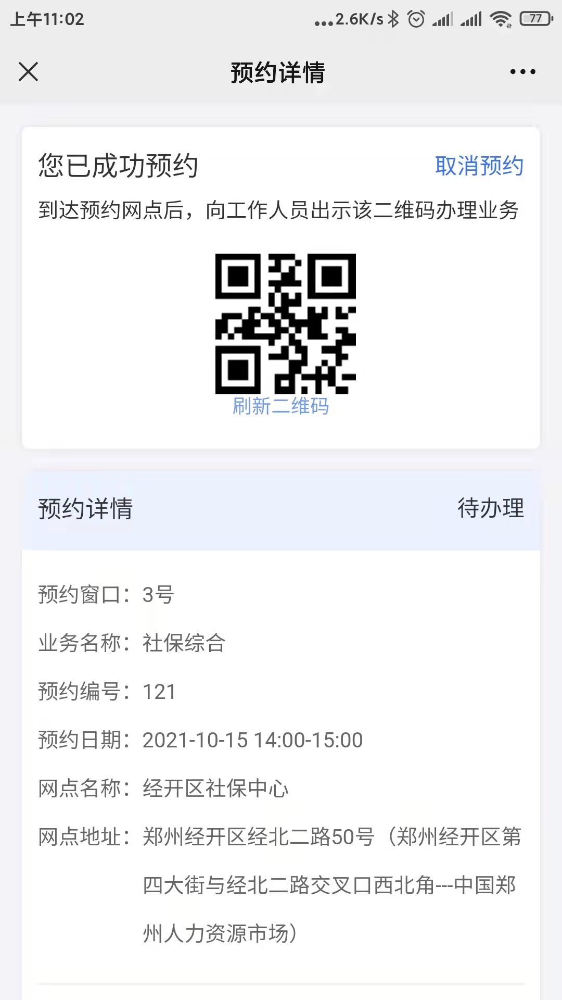 上午11:02
...2.6K/s
77
预约详情
您已成功预约
取消预约
到达预约网点后，向工作人员出示该二维码办理业务
刷新二维码
预约详情
待办理
预约窗口：3号
业务名称：社保综合
预约编号：121
预约日期：2021-10-15 14:00-15:00
网点名称：经开区社保中心
网点地址：郑州经开区经北二路50号（郑州经开区第
四大街与经北二路交叉口西北角---中国郑
州人力资源市场）